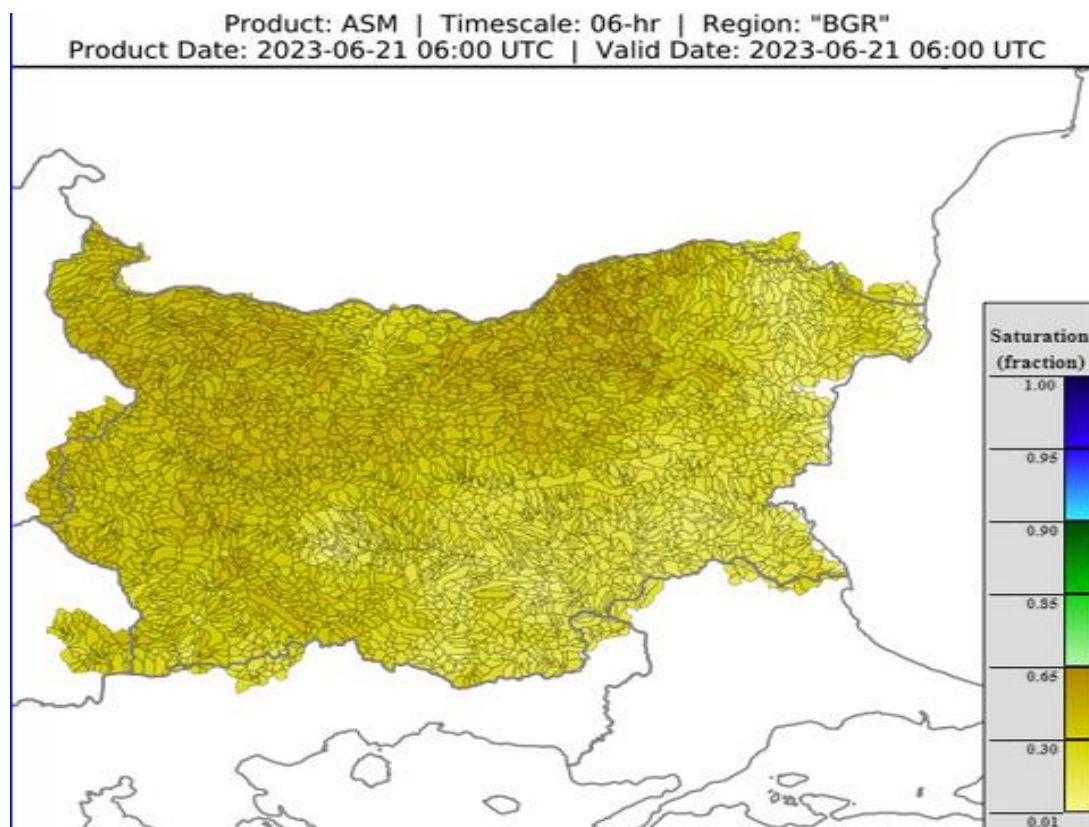 Product: ASM | Timescale: 06-hr | Region: "BGR"
Product Date: 2023-06-21 06:00 UTC | Valid Date: 2023-06-21 06:00 UTC
Saturation
(fraction)
1.00
0.95
0.90
0.85
0.65
0.30
0.01